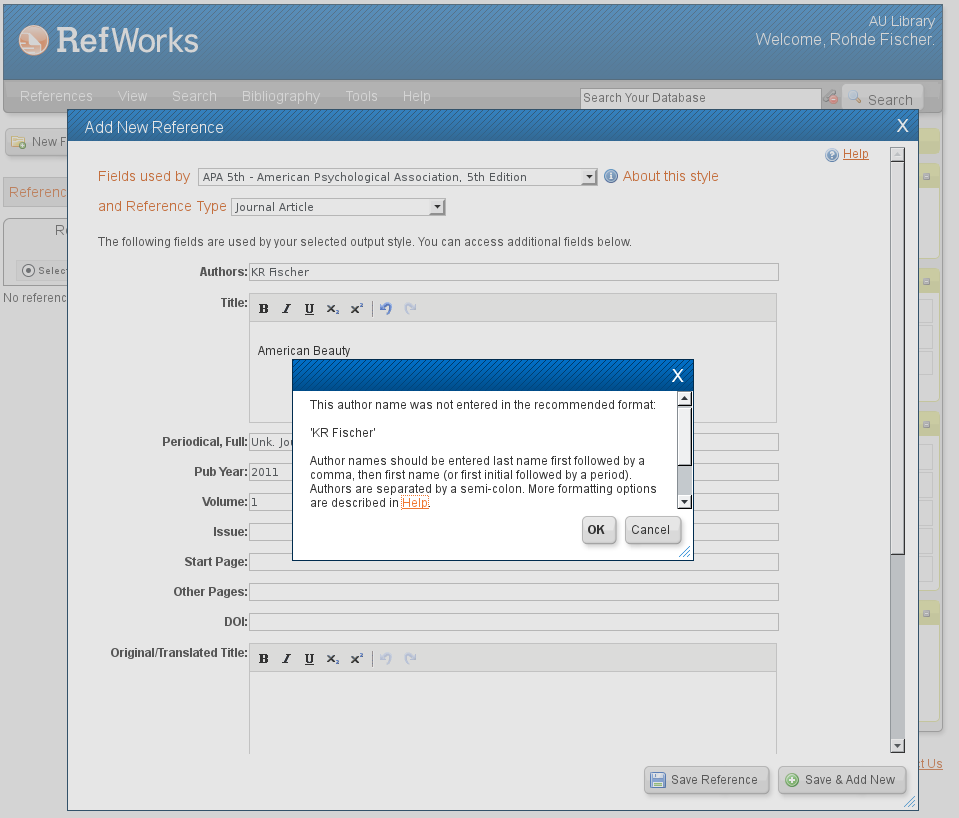 RefWorks
AU Library
Welcome, Rohde Fischer.
References View Search Bibliography Tools Help
Search Your Database
Search
Add New Reference
X
New F
Help
Referenc
Fields used by APA 5th - American Psychological Association, 5th Edition About this style
and Reference Type Journal Article
The following fields are used by your selected output style. You can access additional fields below.
Select
No referenc
Authors: KR Fischer
Title: B I U x₂ x²
American Beauty
X
This author name was not entered in the recommended format:
'KR Fischer'
Author names should be entered last name first followed by a
comma, then first name (or first initial followed by a period).
Authors are separated by a semi-colon. More formatting options
are described in Help.
OK Cancel
Periodical, Full: Unk. Jou
Pub Year: 2011
Volume: 1
Issue:
Start Page:
Other Pages:
DOI:
Original/Translated Title: B I U x₂ x²
Save Reference Save & Add New
ct Us